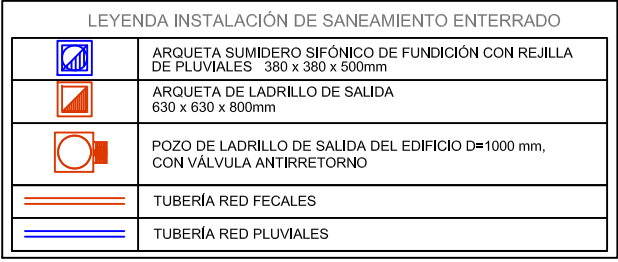 LEYENDA INSTALACIÓN DE SANEAMIENTO ENTERRADO
ARQUETA SUMIDERO SIFÓNICO DE FUNDICIÓN CON REJILLA
DE PLUVIALES 380 x 380 x 500mm
ARQUETA DE LADRILLO DE SALIDA
630 x 630 x 800mm
POZO DE LADRILLO DE SALIDA DEL EDIFICIO D=1000 mm,
CON VÁLVULA ANTIRRETORNO
TUBERÍA RED FECALES
TUBERÍA RED PLUVIALES